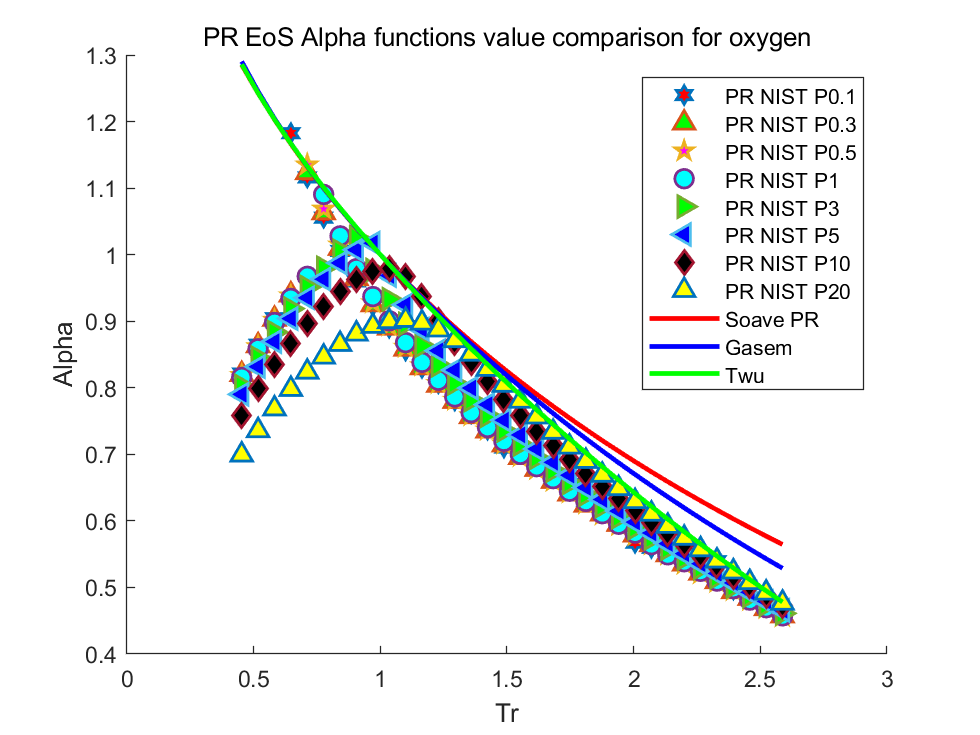 PR EoS Alpha functions value comparison for oxygen
1.3
1.2
1.1
1
0.9
0.8
0.7
0.6
0.5
0.4
Alpha
PR NIST P0.1
PR NIST P0.3
PR NIST P0.5
PR NIST P1
PR NIST P3
PR NIST P5
PR NIST P10
PR NIST P20
Soave PR
Gasem
Twu
0 0.5 1 1.5 2 2.5 3
Tr